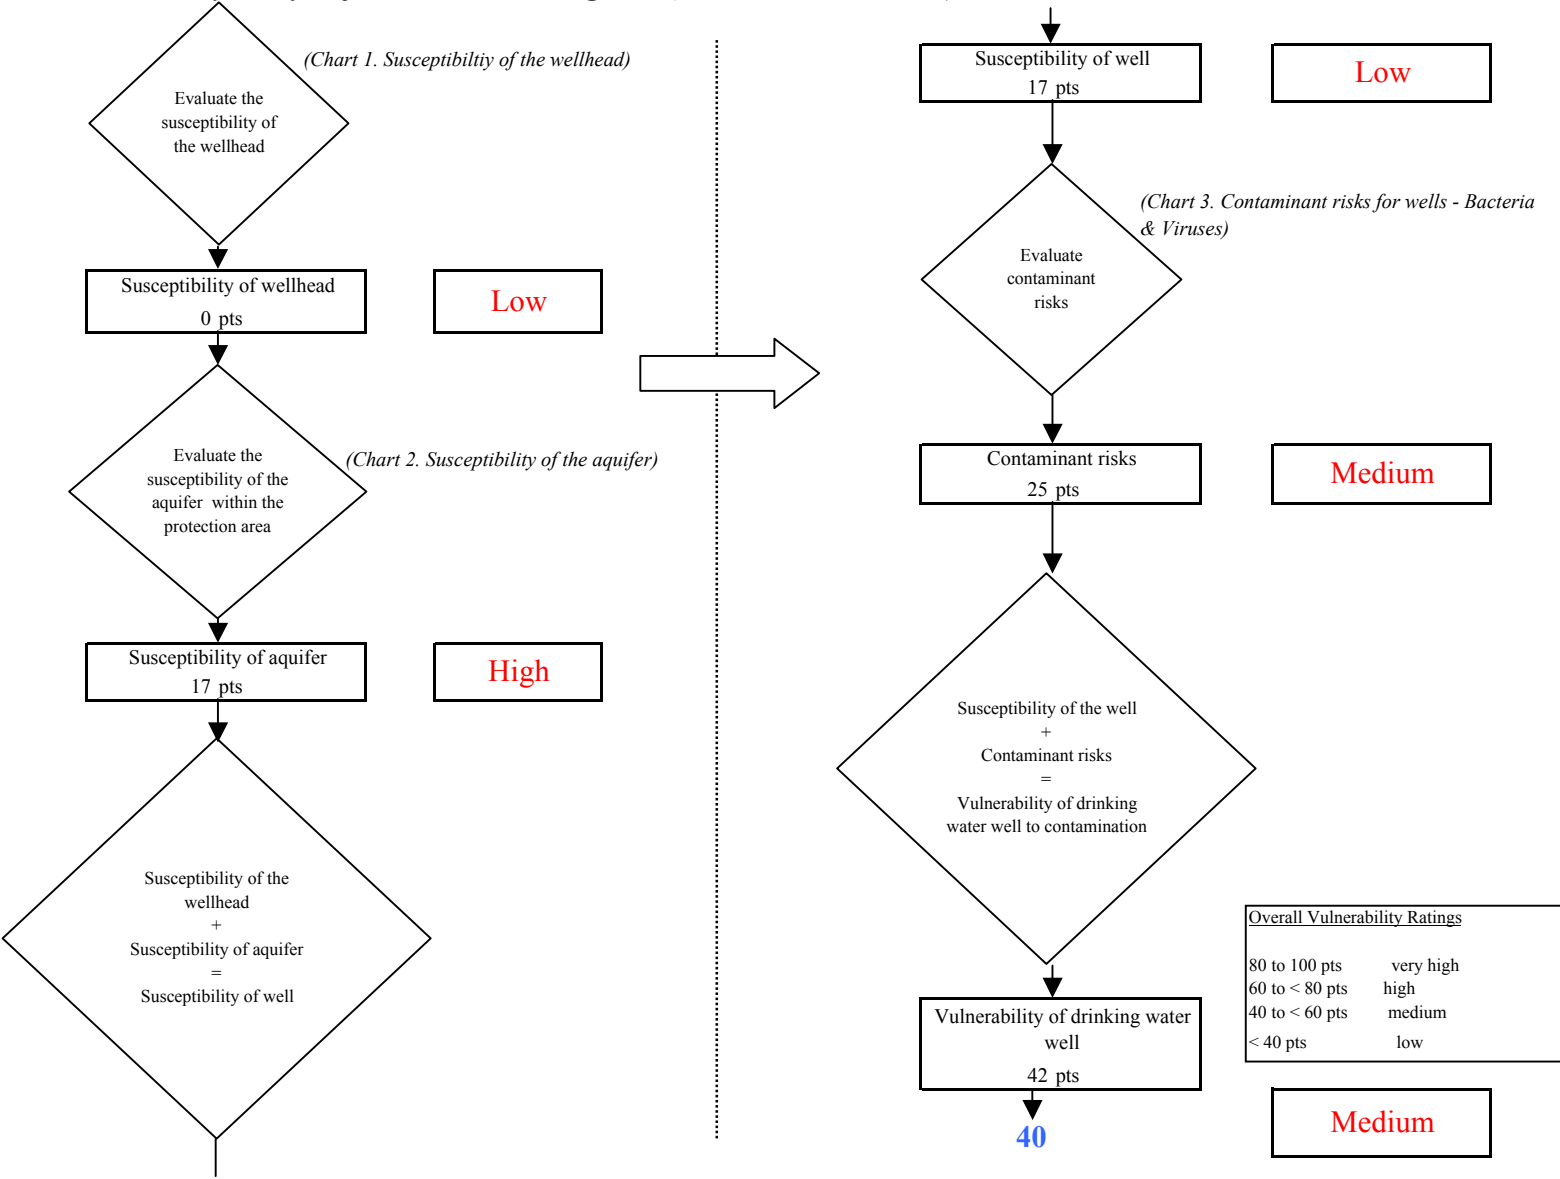 (Chart 1. Susceptibiltiy of the wellhead)
Evaluate the
susceptibility of
the wellhead
Susceptibility of wellhead
0 pts
Low
Evaluate the
susceptibility of the
aquifer within the
protection area
(Chart 2. Susceptibility of the aquifer)
Susceptibility of aquifer
17 pts
High
Susceptibility of the
wellhead
+
Susceptibility of aquifer
=
Susceptibility of well
Susceptibility of well
17 pts
Low
(Chart 3. Contaminant risks for wells - Bacteria
& Viruses)
Evaluate
contaminant
risks
Contaminant risks
25 pts
Medium
Susceptibility of the well
+
Contaminant risks
=
Vulnerability of drinking
water well to contamination
Overall Vulnerability Ratings
80 to 100 pts very high
60 to < 80 pts high
40 to < 60 pts medium
< 40 pts low
Vulnerability of drinking water
well
42 pts
40
Medium